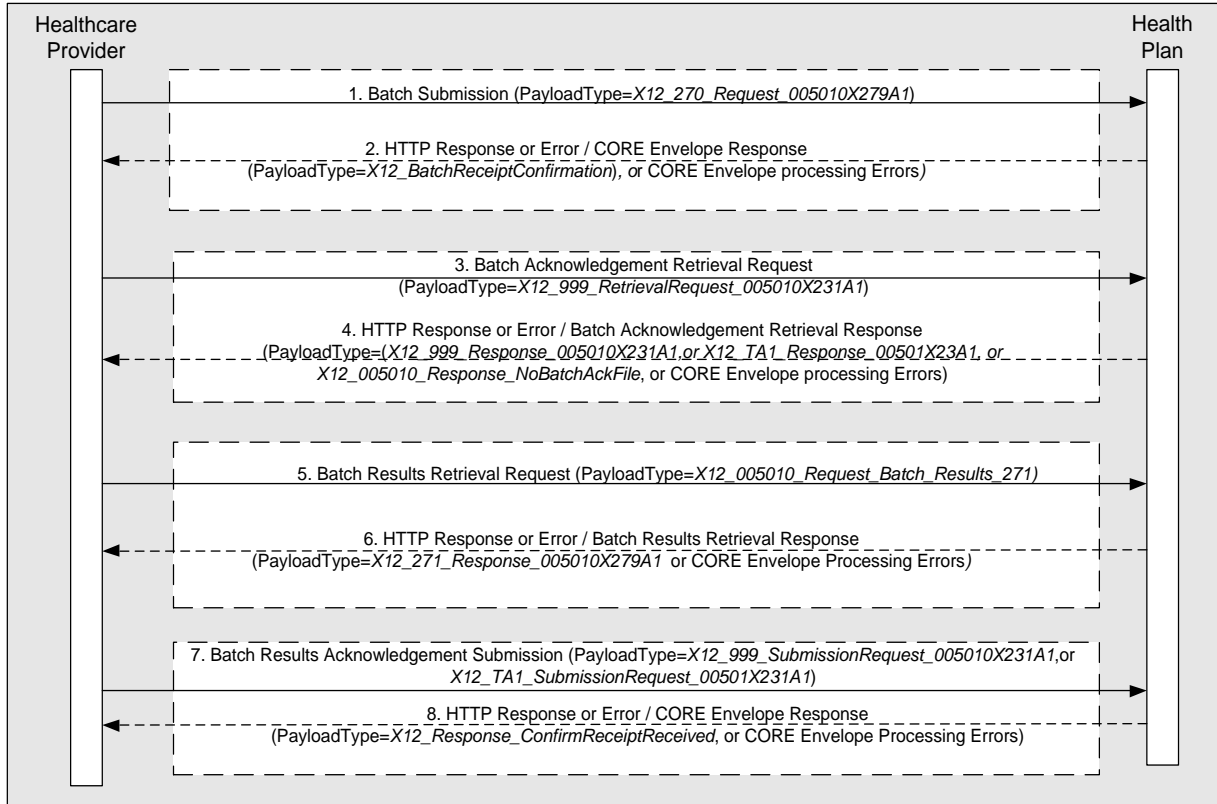 Healthcare
Provider
Health
Plan
1. Batch Submission (PayloadType=X12_270_Request_005010X279A1)
2. HTTP Response or Error / CORE Envelope Response
(PayloadType=X12_BatchReceiptConfirmation), or CORE Envelope processing Errors)
3. Batch Acknowledgement Retrieval Request
(PayloadType=X12_999_RetrievalRequest_005010X231A1)
4. HTTP Response or Error / Batch Acknowledgement Retrieval Response
(PayloadType=(X12_999_Response_005010X231A1,or X12_TA1_Response_00501X23A1, or
X12_005010_Response_NoBatchAckFile, or CORE Envelope processing Errors)
5. Batch Results Retrieval Request (PayloadType=X12_005010_Request_Batch_Results_271)
6. HTTP Response or Error / Batch Results Retrieval Response
(PayloadType=X12_271_Response_005010X279A1 or CORE Envelope Processing Errors)
7. Batch Results Acknowledgement Submission (PayloadType=X12_999_SubmissionRequest_005010X231A1,or
X12_TA1_SubmissionRequest_00501X231A1)
8. HTTP Response or Error / CORE Envelope Response
(PayloadType=X12_Response_ConfirmReceiptReceived, or CORE Envelope Processing Errors)